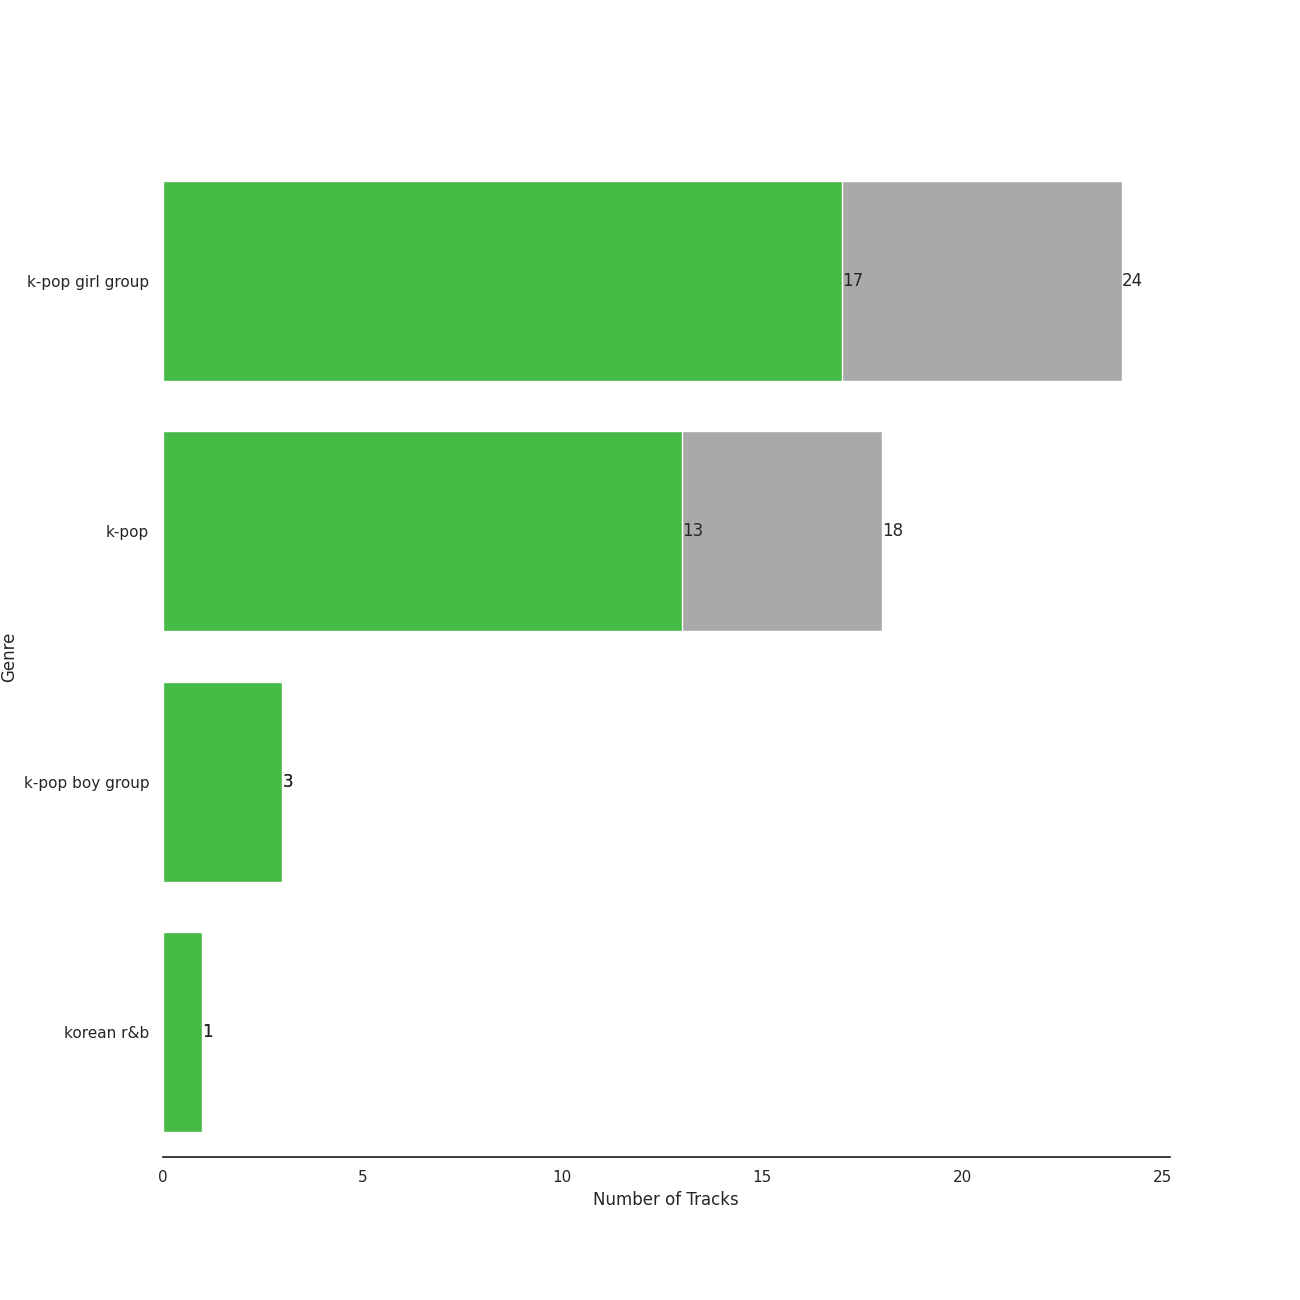 k-pop girl group
17
24
k-pop
13
18
Genre
k-pop boy group
3
korean r&b
1
0 5 10 15 20 25
Number of Tracks